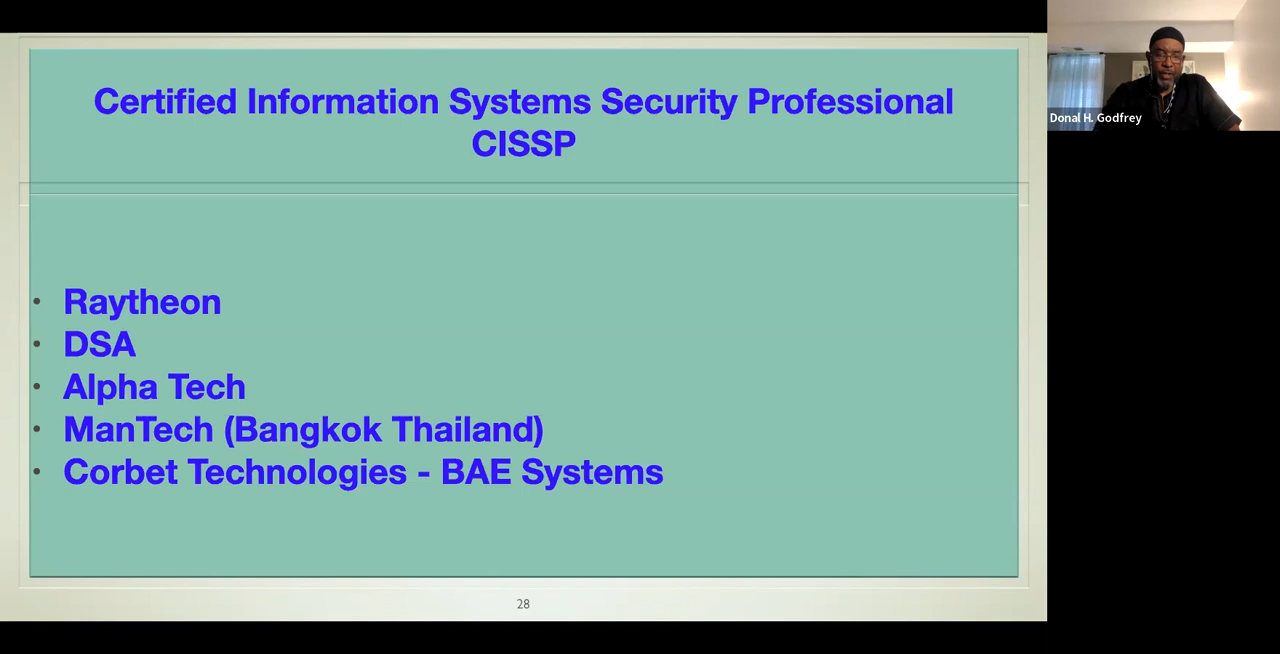 Certified Information Systems Security Professional
CISSP
• Raytheon
• DSA
• Alpha Tech
• ManTech (Bangkok Thailand)
• Corbet Technologies - BAE Systems
28
Donal H. Godfrey